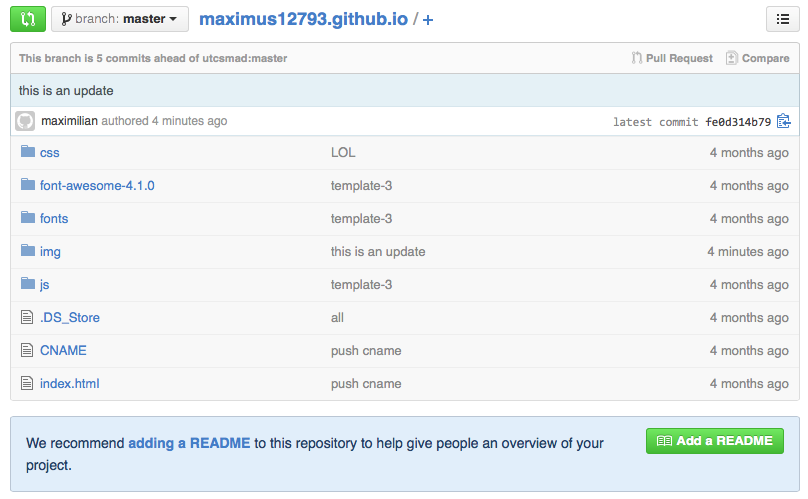 branch: master maximus12793.github.io / +
This branch is 5 commits ahead of utcsmad:master Pull Request Compare
this is an update
maximilian authored 4 minutes ago latest commit fe0d314b79
css LOL 4 months ago
font-awesome-4.1.0 template-3 4 months ago
fonts template-3 4 months ago
img this is an update 4 minutes ago
js template-3 4 months ago
.DS_Store all 4 months ago
CNAME push cname 4 months ago
index.html push cname 4 months ago
We recommend adding a README to this repository to help give people an overview of your
project.
Add a README